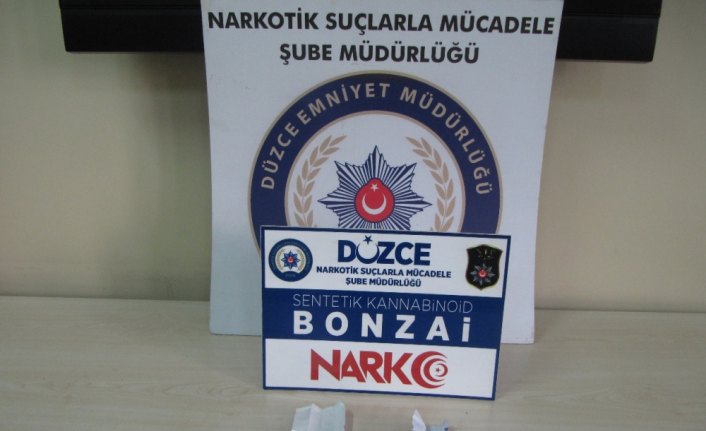 NARKOTİK SUÇLARLA MÜCADELE
ŞUBE MÜDÜRLÜĞÜ
DÜZCE EMNİYET MÜDÜRLÜĞÜ
DÜZCE
NARKOTİK SUÇLARLA MÜCADELE
ŞUBE MÜDÜRLÜĞÜ
SENTETİK KANNABİNOİD
BONZAİ
NARKO